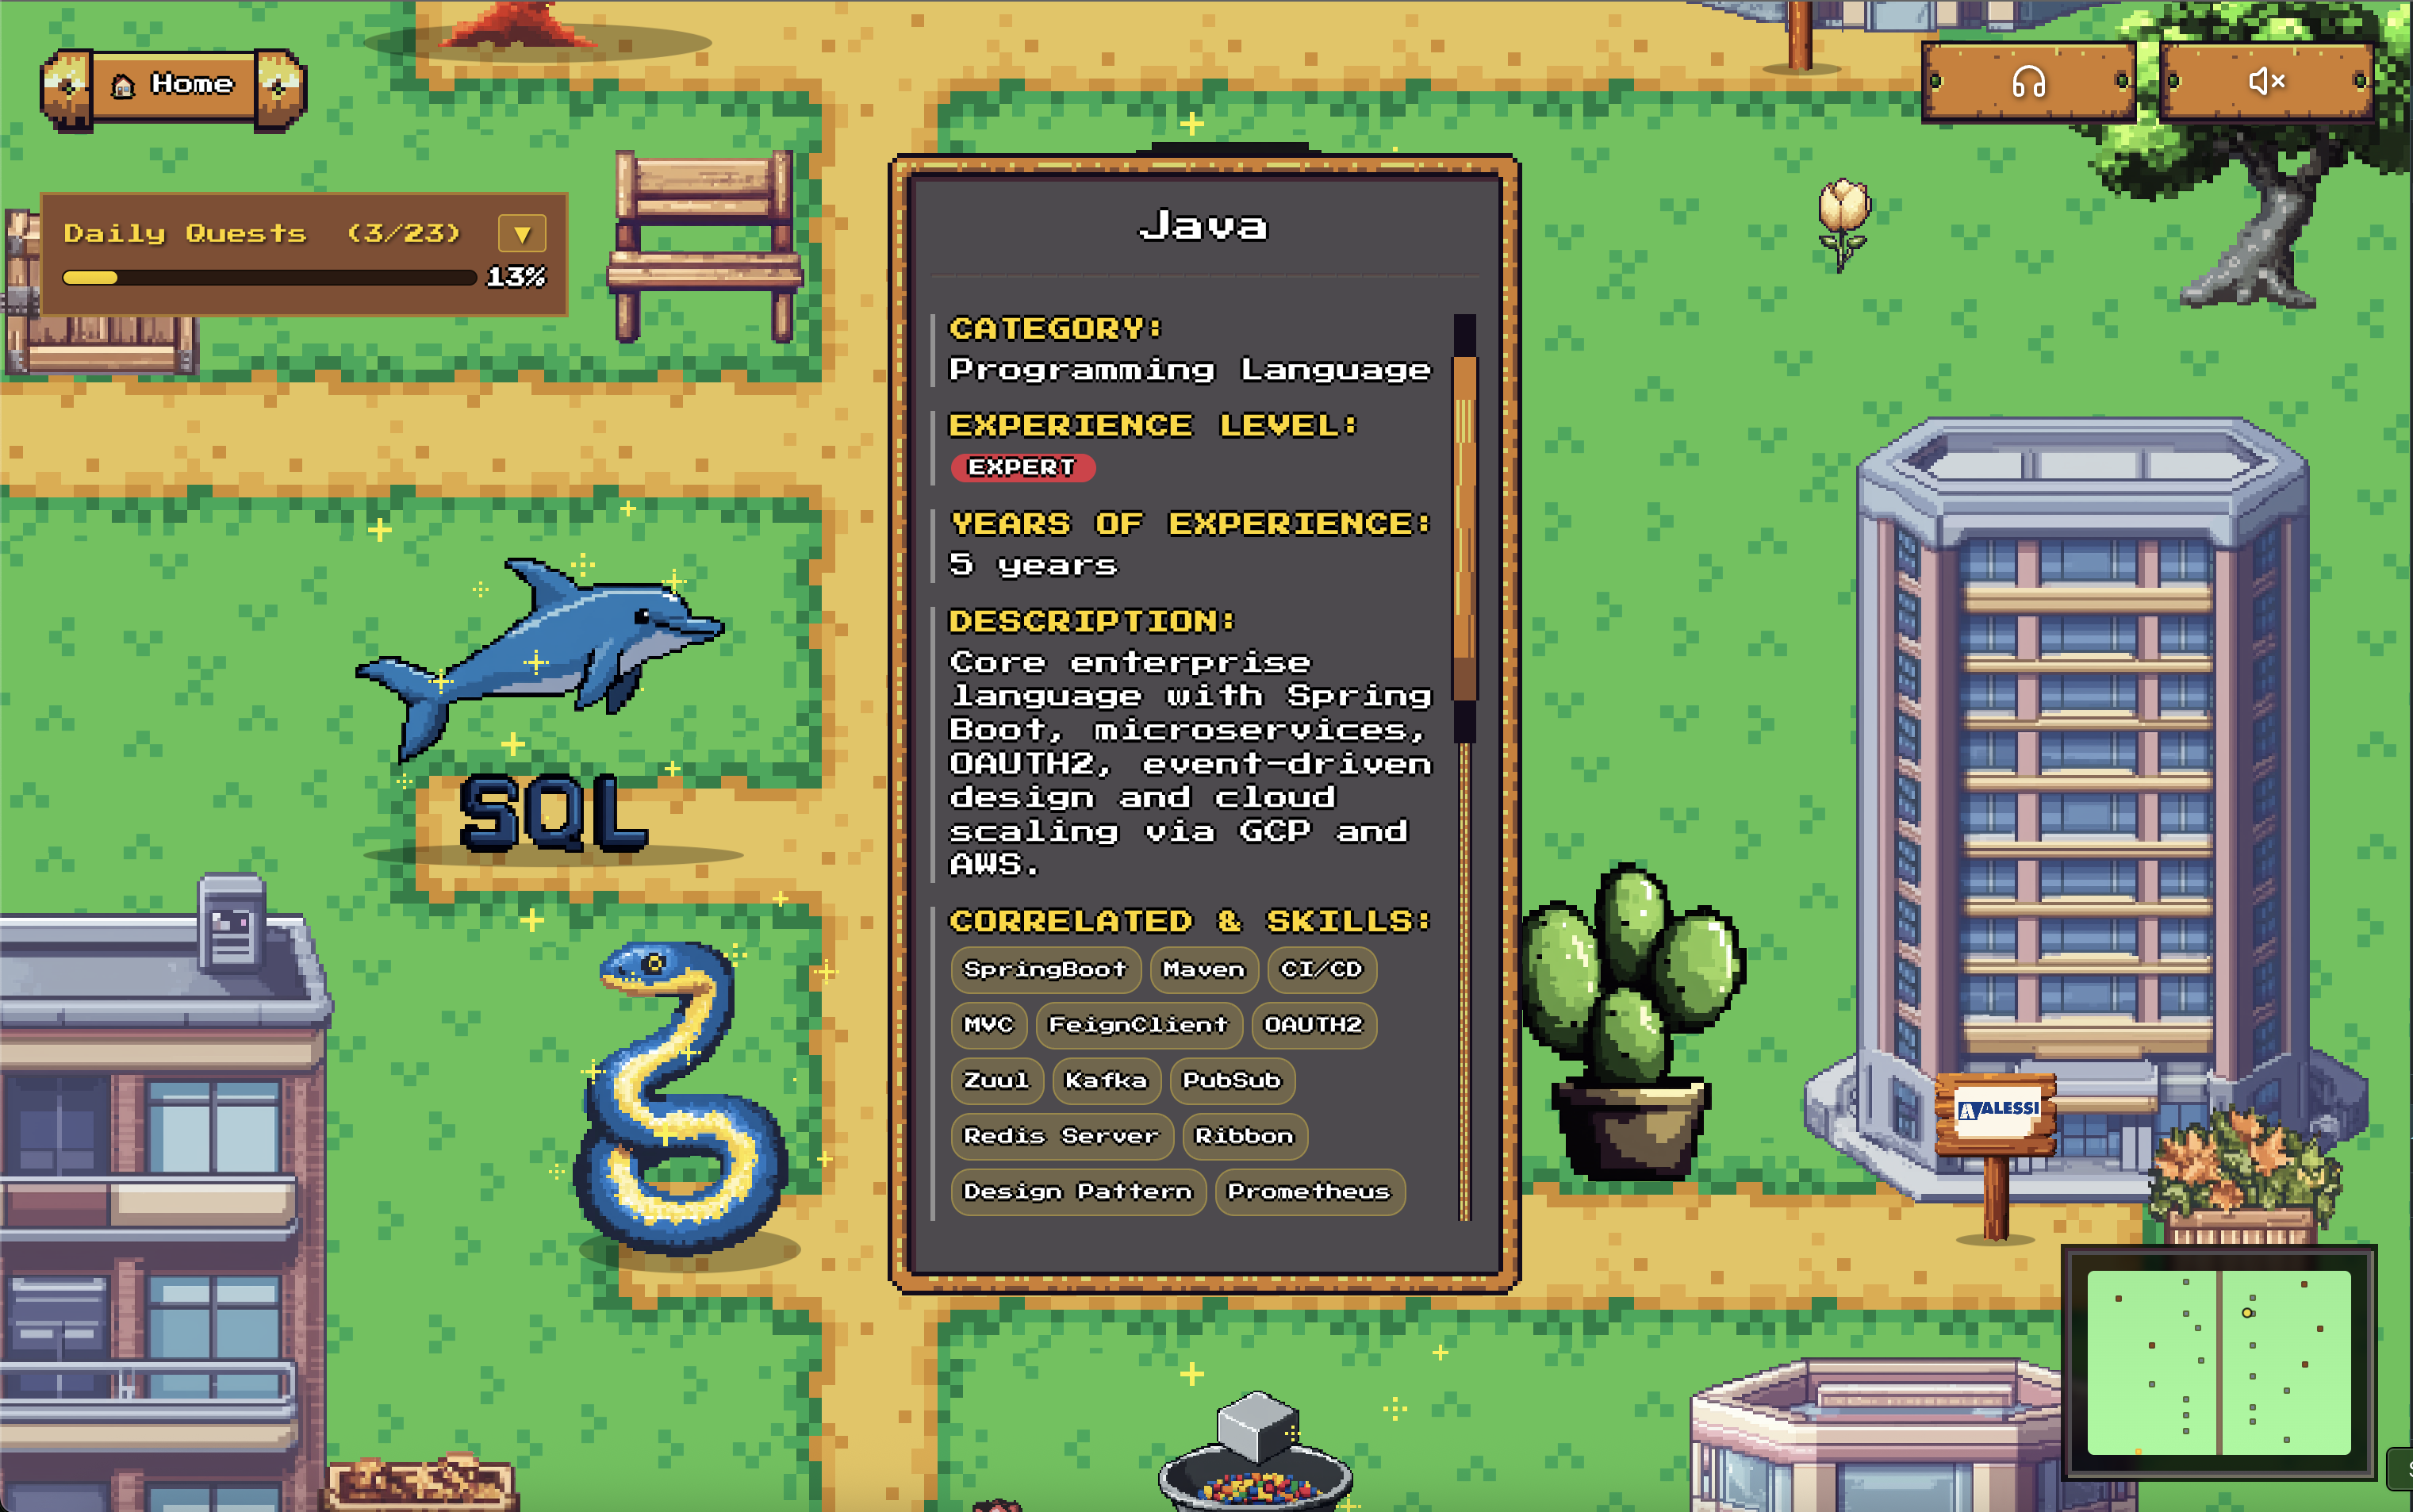 Home
Daily Quests (3/23) ▼
13%
Java
CATEGORY:
Programming Language
EXPERIENCE LEVEL:
EXPERT
YEARS OF EXPERIENCE:
5 years
DESCRIPTION:
Core enterprise
language with Spring
Boot, microservices,
OAUTH2, event-driven
design and cloud
scaling via GCP and
AWS.
CORRELATED & SKILLS:
SpringBoot Maven CI/CD
MVC FeignClient OAUTH2
Zuul Kafka PubSub
Redis Server Ribbon
Design Pattern Prometheus
SQL
ALESSI